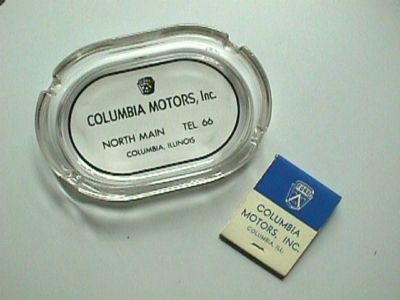 COLUMBIA MOTORS, Inc.
NORTH MAIN TEL 66
COLUMBIA, ILLINOIS
COLUMBIA
MOTORS, INC.
COLUMBIA, ILL.